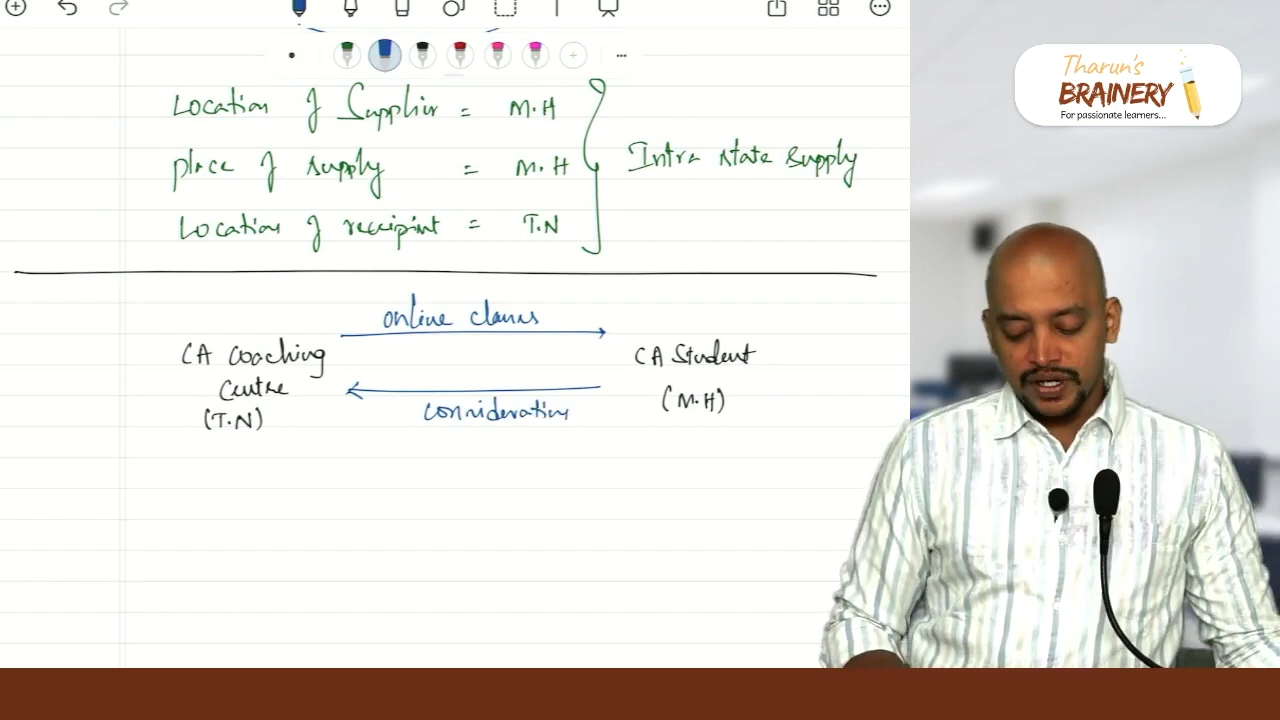 Tharun's
BRAINERY
For passionate learners...
Location of Supplier = M.H
place of supply = M.H
Intra state supply
Location of recipint = T.N
online classes
CA Coaching
Centre
(T.N)
CA Student
(M.H)
consideration